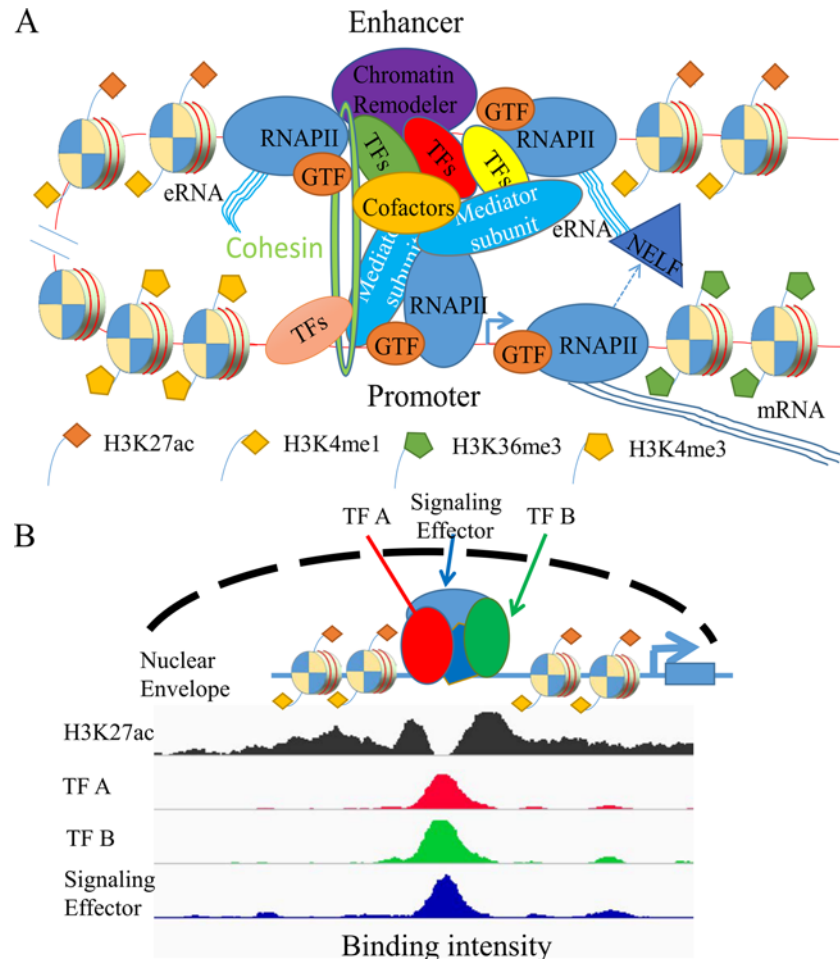 A
Enhancer
Chromatin
Remodeler
GTF
RNAPII
RNAPII
TFs
TFs
TFs
GTF
eRNA
Cofactors
Mediator
subunit
eRNA
Cohesin
NELF
Mediator
subunit
RNAPII
TFs
GTF
GTF
RNAPII
Promoter
mRNA
H3K27ac
H3K4me1
H3K36me3
H3K4me3
B
TF A
Signaling
Effector
TF B
Nuclear
Envelope
H3K27ac
TF A
TF B
Signaling
Effector
Binding intensity